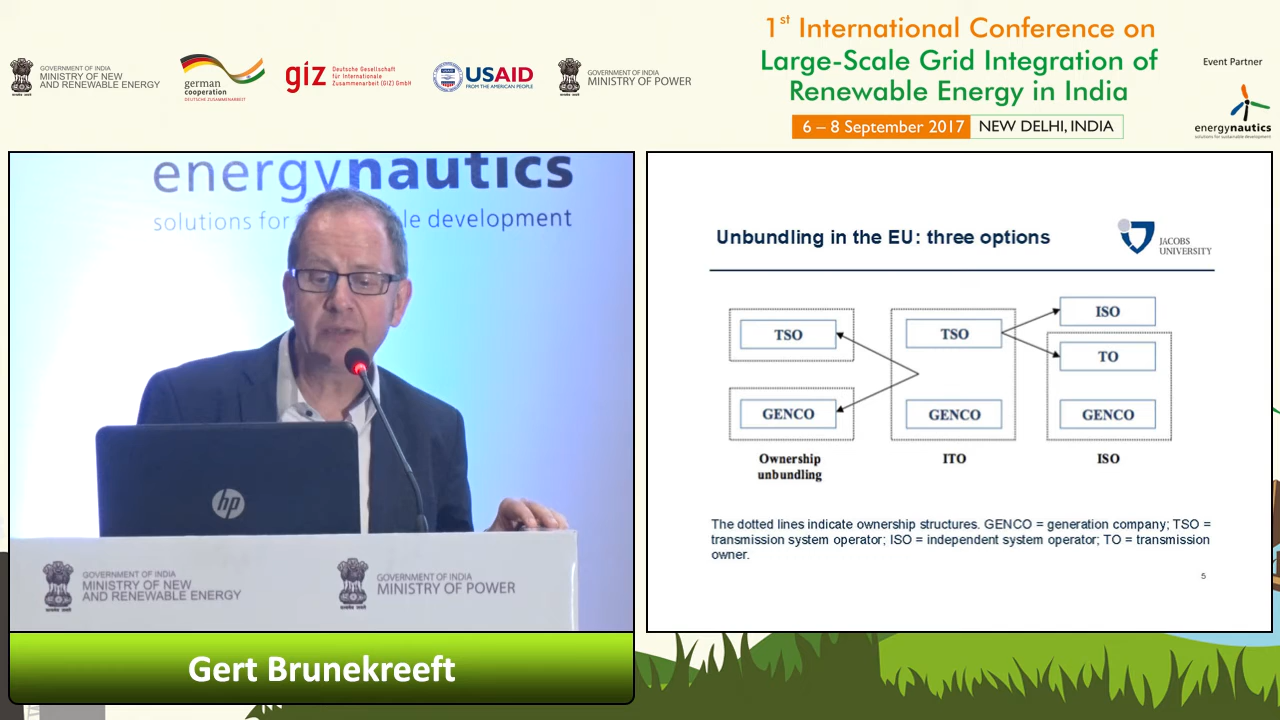 GOVERNMENT OF INDIA
MINISTRY OF NEW
AND RENEWABLE ENERGY
german
cooperation
DEUTSCHE ZUSAMMENARBEIT
giz
Deutsche Gesellschaft
für Internationale
Zusammenarbeit (GIZ) GmbH
USAID
FROM THE AMERICAN PEOPLE
GOVERNMENT OF INDIA
MINISTRY OF POWER
1st International Conference on
Large-Scale Grid Integration of
Renewable Energy in India
6 – 8 September 2017 NEW DELHI, INDIA
Event Partner
energynautics
solutions for sustainable development
energynautics
solutions for le development
GOVERNMENT OF INDIA
MINISTRY OF NEW
AND RENEWABLE ENERGY
GOVERNMENT OF INDIA
MINISTRY OF POWER
hp
Gert Brunekreeft
Unbundling in the EU: three options
JACOBS
UNIVERSITY
TSO
GENCO
Ownership
unbundling
TSO
GENCO
ITO
ISO
TO
GENCO
ISO
The dotted lines indicate ownership structures. GENCO = generation company; TSO =
transmission system operator; ISO = independent system operator; TO = transmission
owner.
5